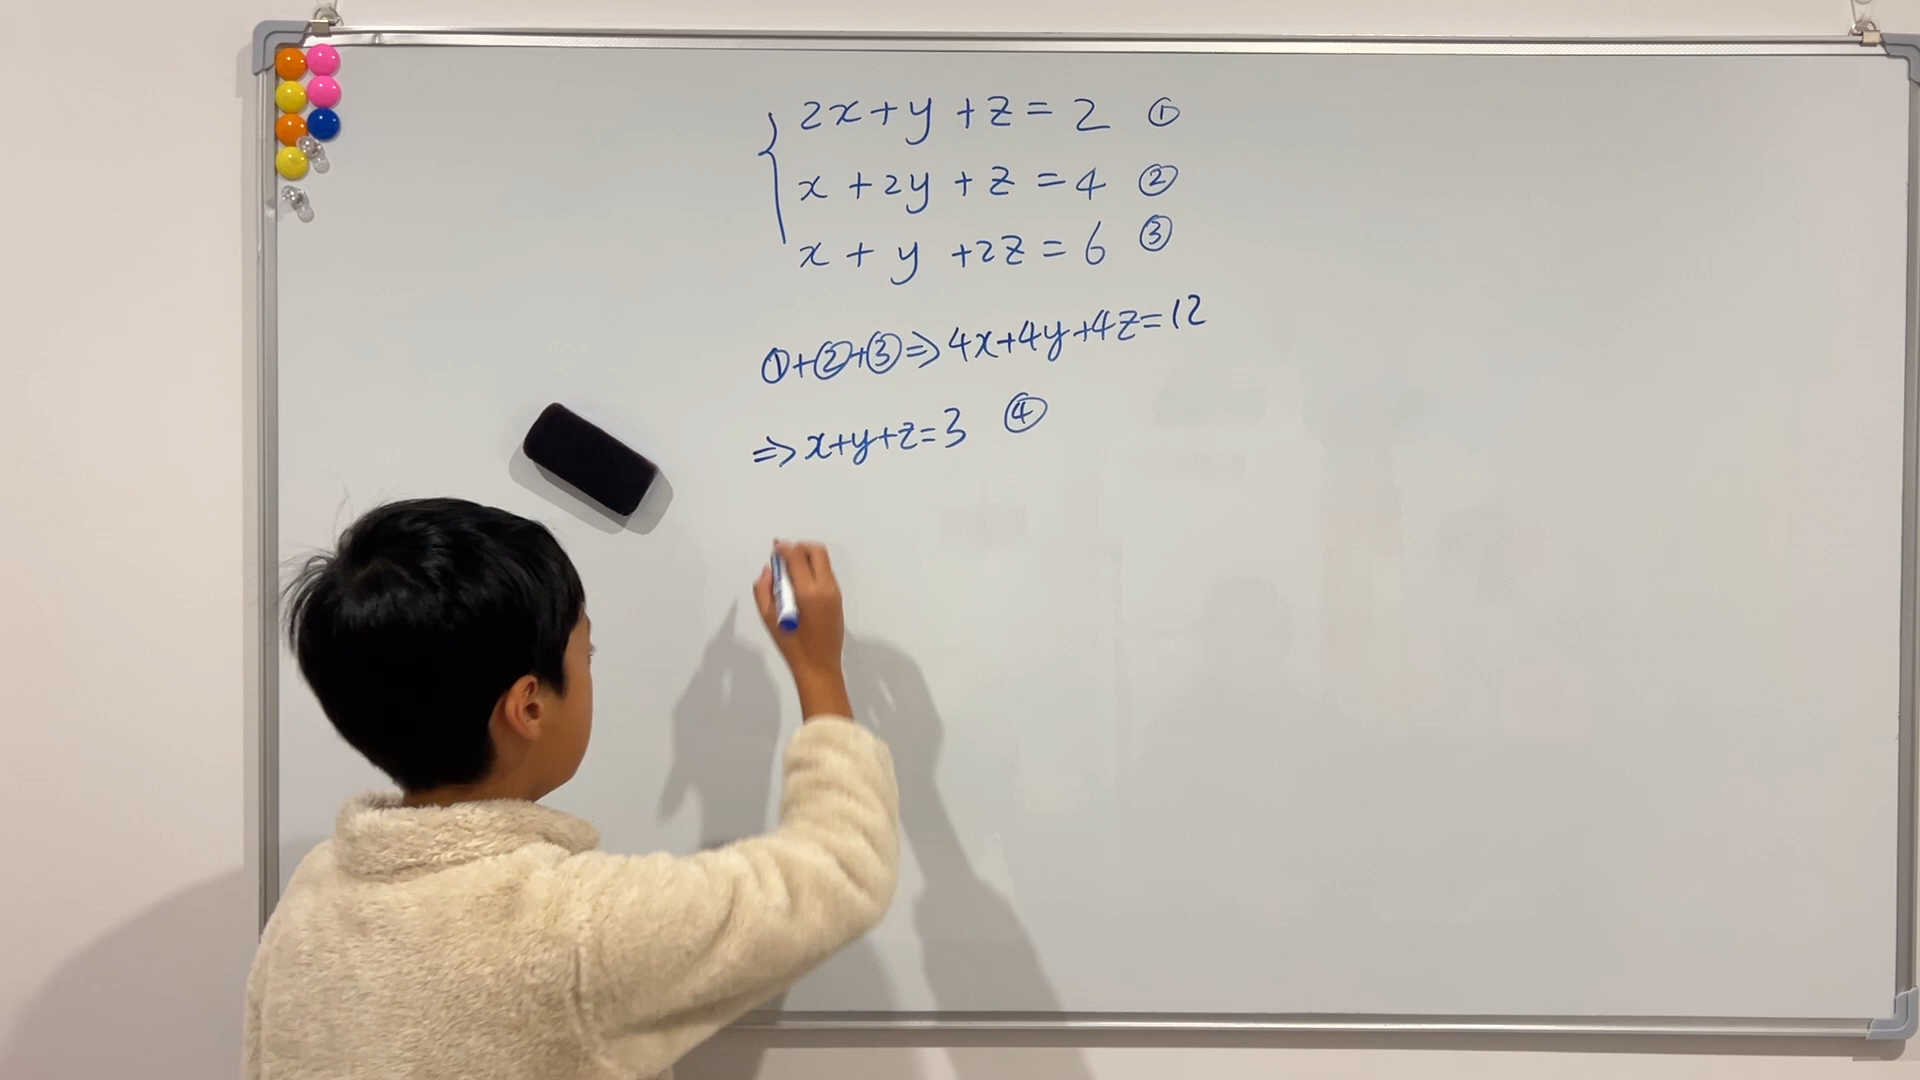 2x+y+z=2 ①
x+2y+z=4 ②
x+y+2z=6 ③
①+②+③⇒4x+4y+4z=12
⇒x+y+z=3 ④